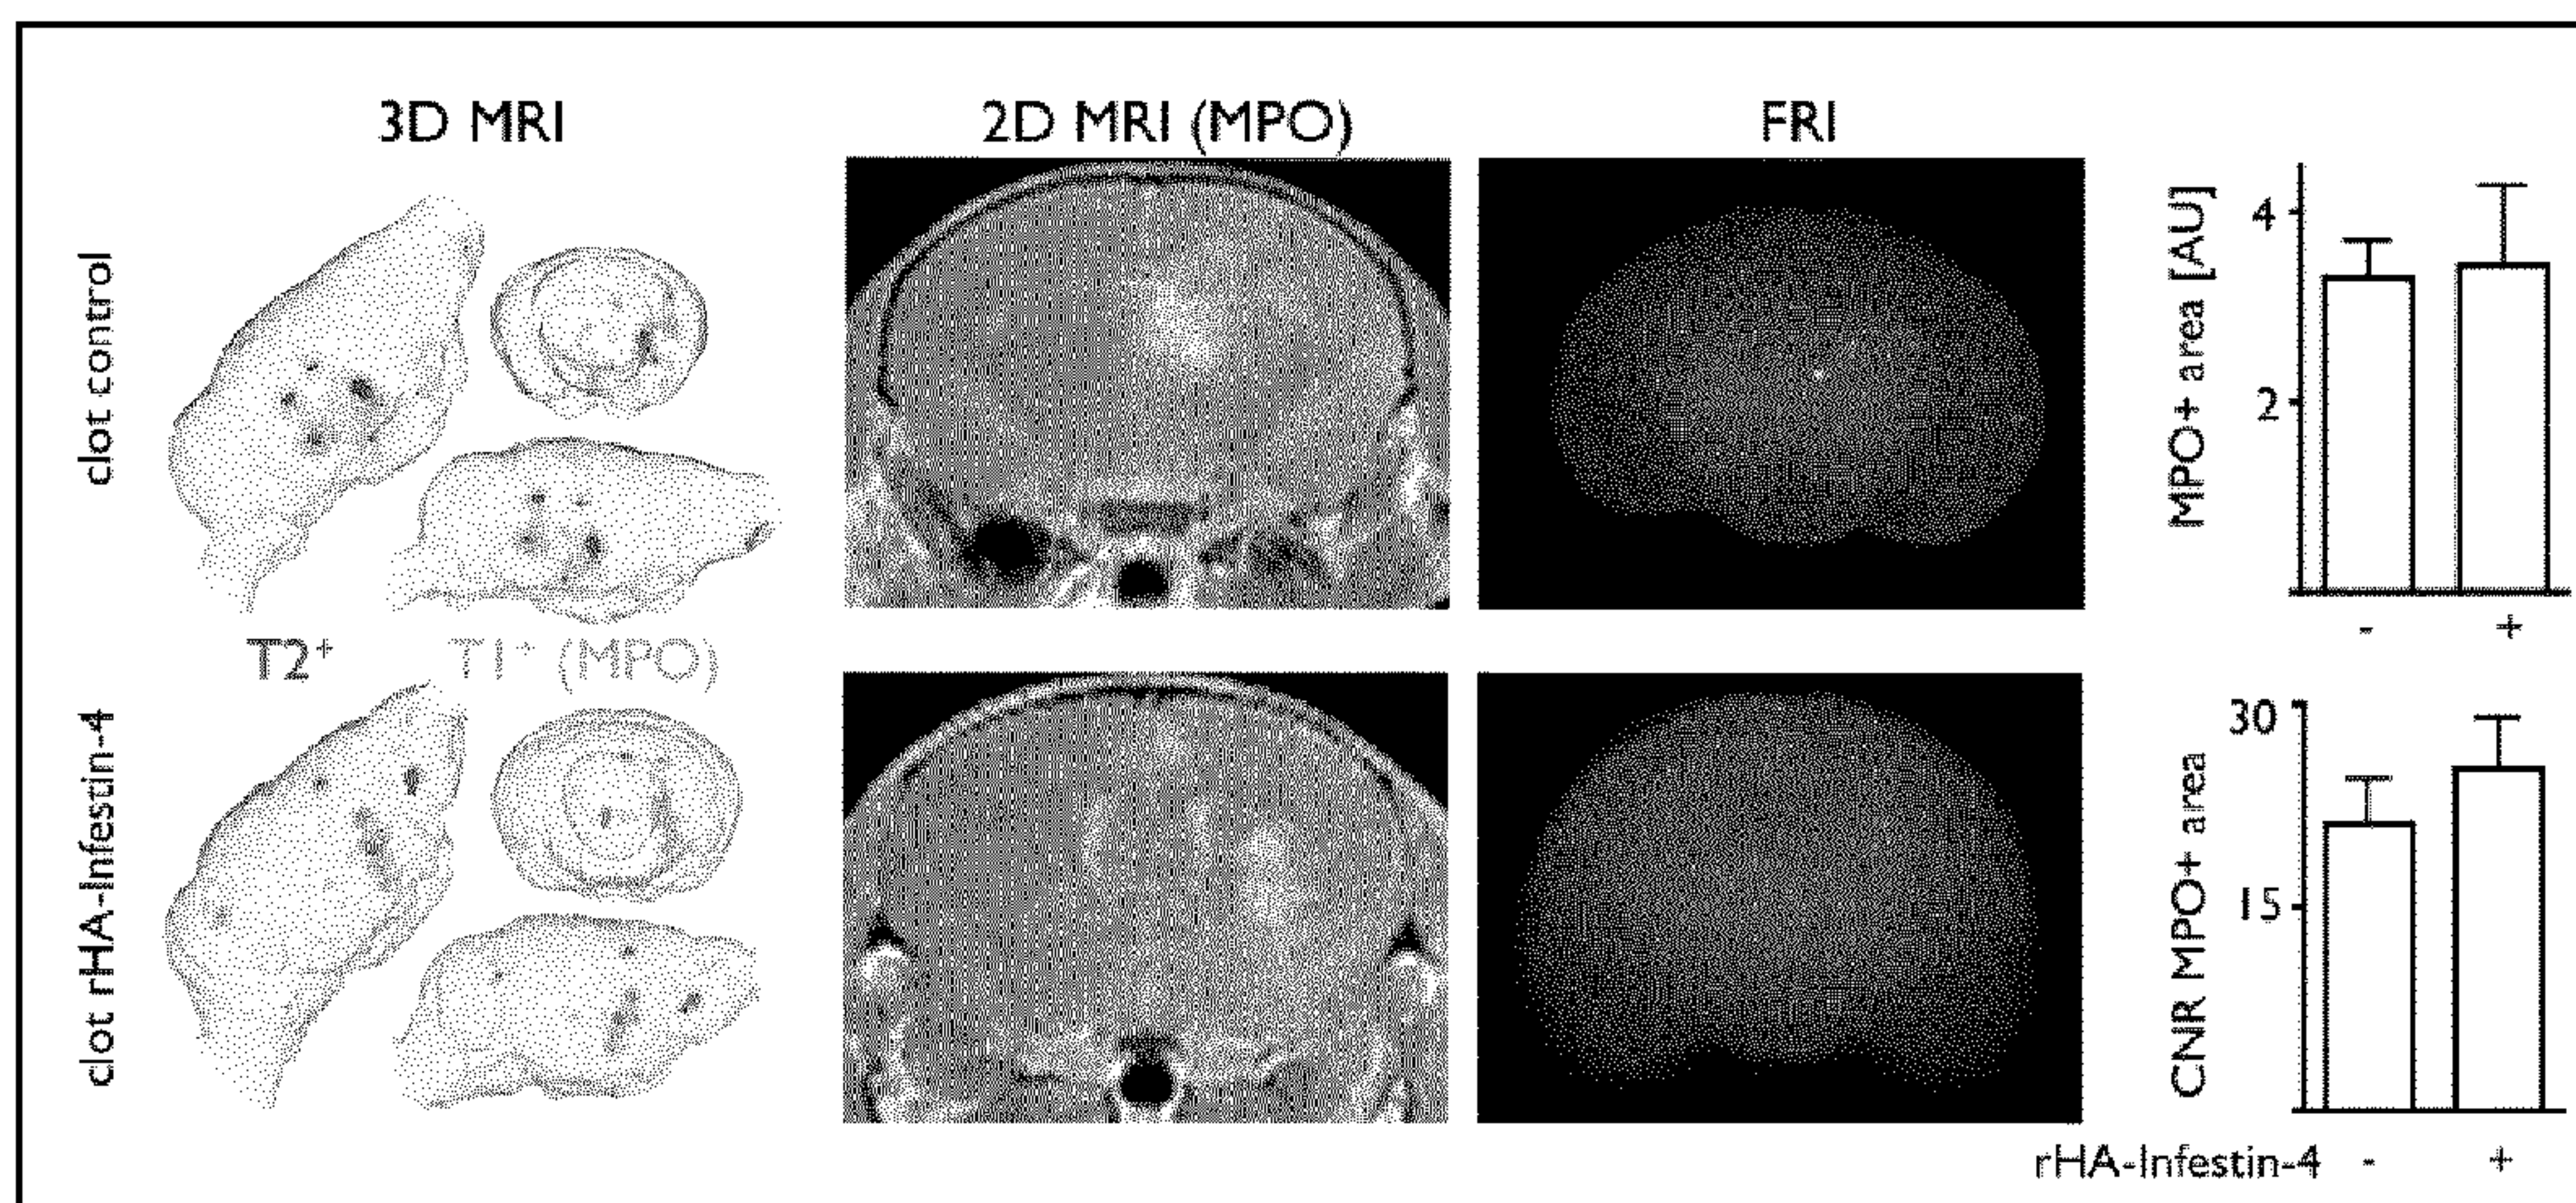 3D MRI
2D MRI (MPO)
FRI
clot control
MPO+ area [AU]
4
2
- +
T2+ T1+ (MPO)
clot rHA-Infestin-4
CNR MPO+ area
30
15
rHA-Infestin-4 - +